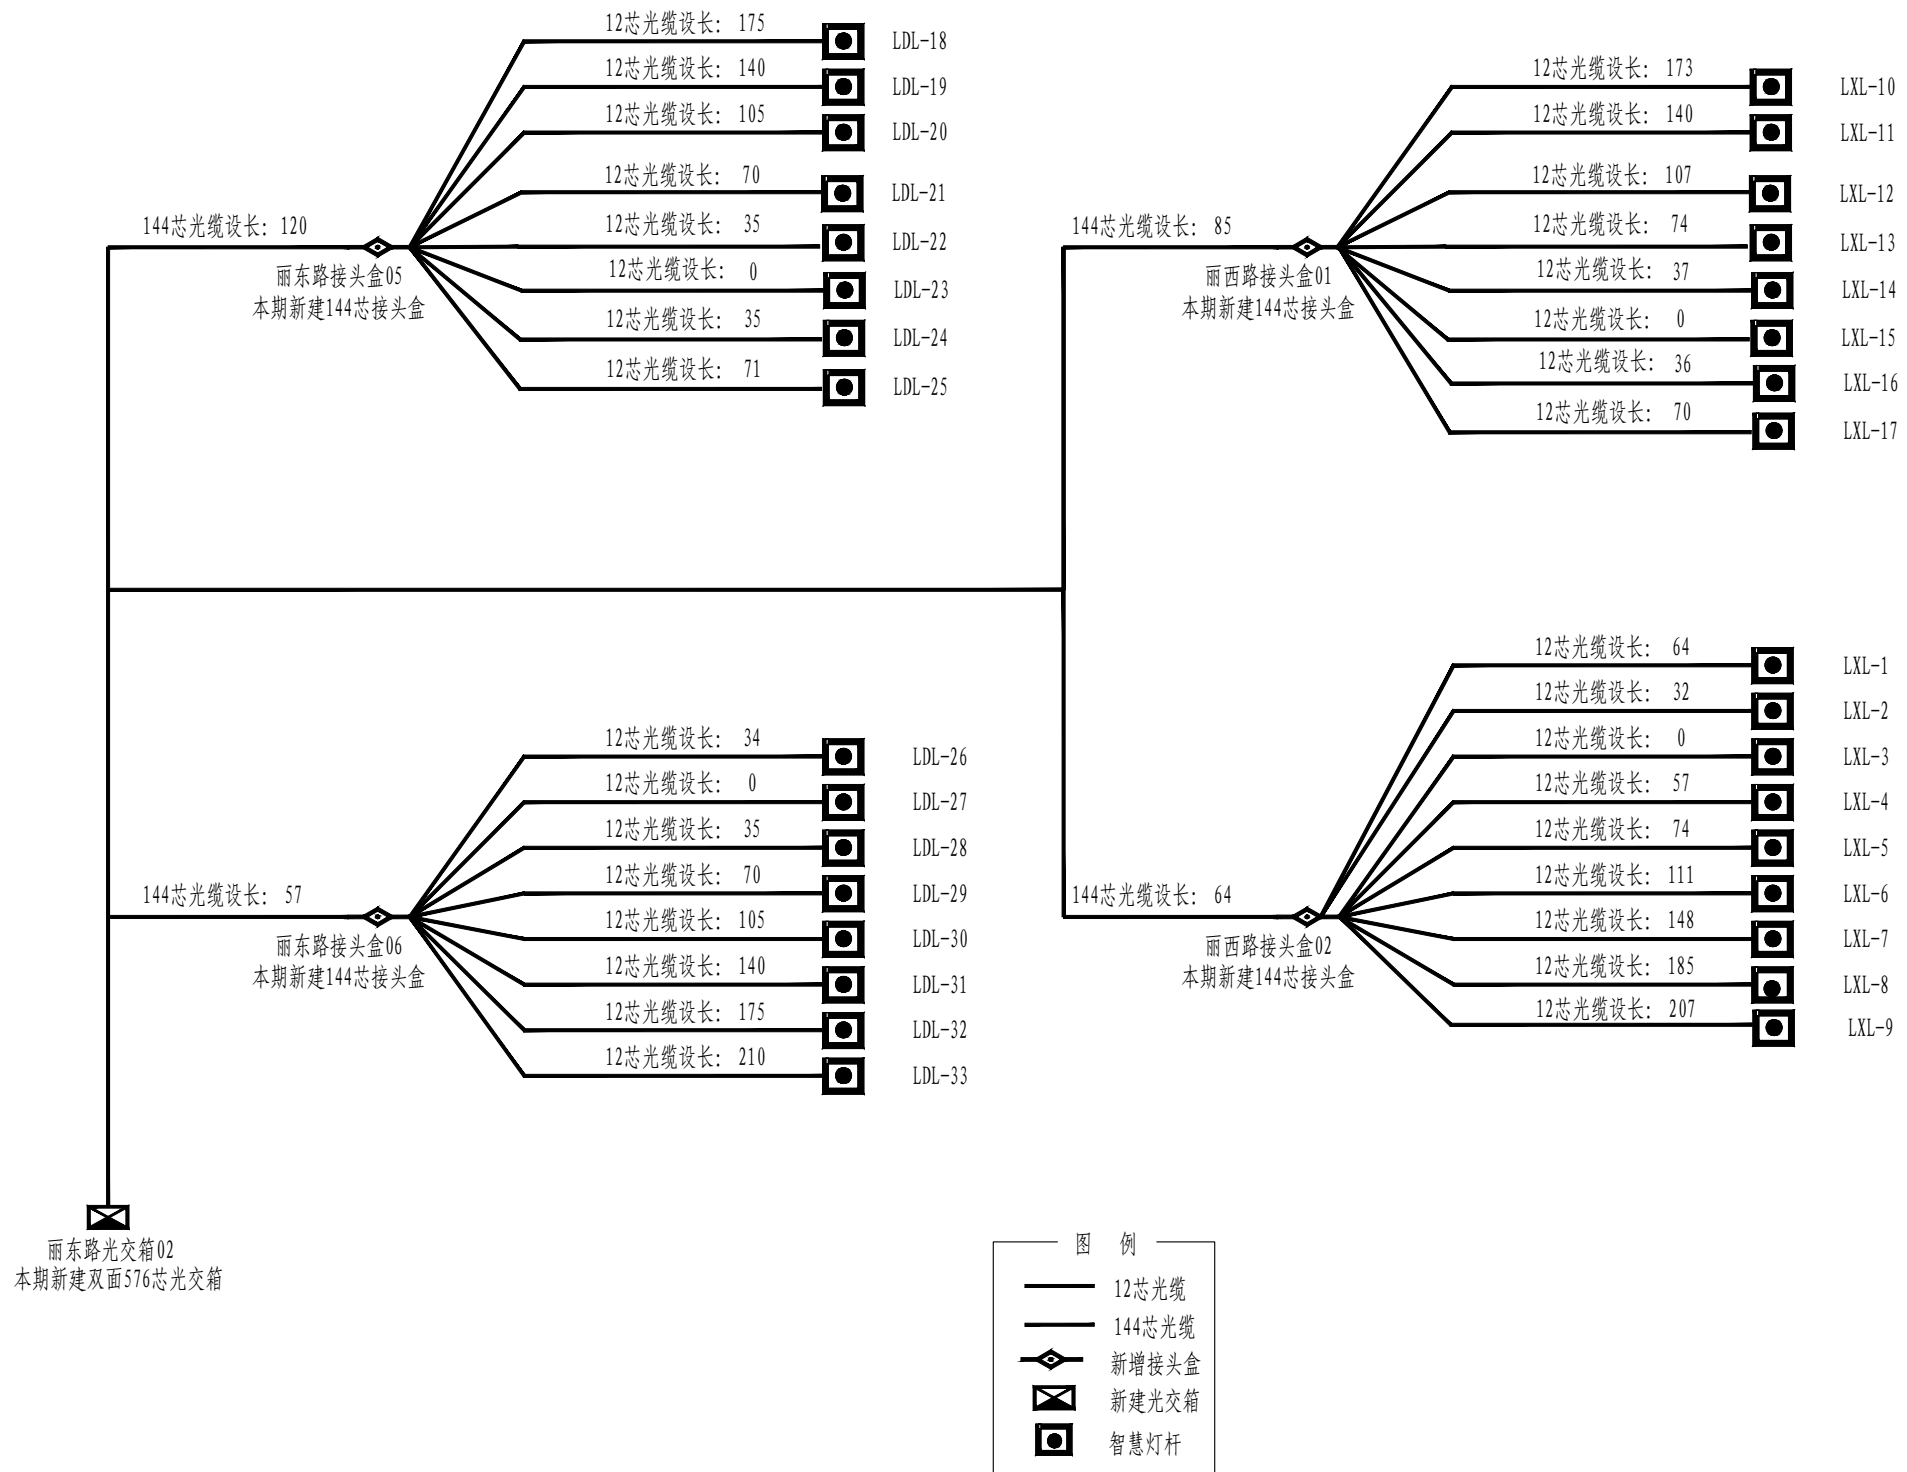 12芯光缆设长: 175
LDL-18
12芯光缆设长: 140
LDL-19
12芯光缆设长: 105
LDL-20
12芯光缆设长: 70
LDL-21
12芯光缆设长: 35
LDL-22
12芯光缆设长: 0
LDL-23
12芯光缆设长: 35
LDL-24
12芯光缆设长: 71
LDL-25
144芯光缆设长: 120
丽东路接头盒05
本期新建144芯接头盒
12芯光缆设长: 173
LXL-10
12芯光缆设长: 140
LXL-11
12芯光缆设长: 107
LXL-12
12芯光缆设长: 74
LXL-13
12芯光缆设长: 37
LXL-14
12芯光缆设长: 0
LXL-15
12芯光缆设长: 36
LXL-16
12芯光缆设长: 70
LXL-17
144芯光缆设长: 85
丽西路接头盒01
本期新建144芯接头盒
12芯光缆设长: 34
LDL-26
12芯光缆设长: 0
LDL-27
12芯光缆设长: 35
LDL-28
12芯光缆设长: 70
LDL-29
12芯光缆设长: 105
LDL-30
12芯光缆设长: 140
LDL-31
12芯光缆设长: 175
LDL-32
12芯光缆设长: 210
LDL-33
144芯光缆设长: 57
丽东路接头盒06
本期新建144芯接头盒
12芯光缆设长: 64
LXL-1
12芯光缆设长: 32
LXL-2
12芯光缆设长: 0
LXL-3
12芯光缆设长: 57
LXL-4
12芯光缆设长: 74
LXL-5
12芯光缆设长: 111
LXL-6
12芯光缆设长: 148
LXL-7
12芯光缆设长: 185
LXL-8
12芯光缆设长: 207
LXL-9
144芯光缆设长: 64
丽西路接头盒02
本期新建144芯接头盒
丽东路光交箱02
本期新建双面576芯光交箱
图 例
12芯光缆
144芯光缆
新增接头盒
新建光交箱
智慧灯杆